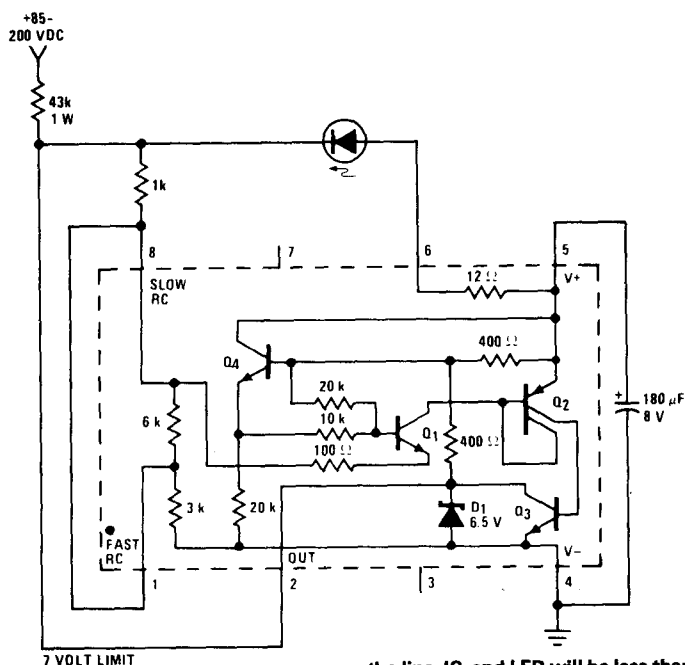 +85-
200 VDC
43k
1 W
1k
8
7
6
5
SLOW
RC
12 Ω
V+
Q4
400 Ω
20 k
Q2
180 µF
8 V
+
6k
10 k
Q1
400 Ω
100 Ω
3 k
20 k
D1
6.5 V
Q3
FAST
RC
OUT
V−
1
2
3
4
7 VOLT LIMIT